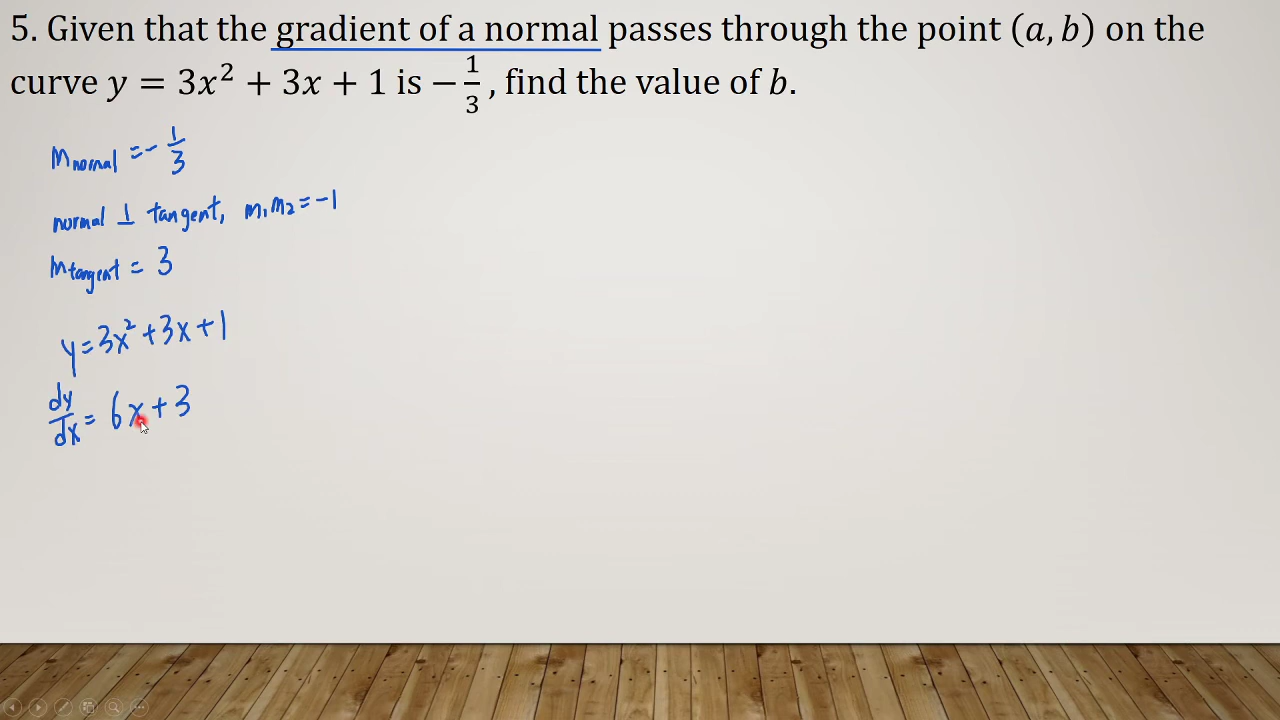 5. Given that the gradient of a normal passes through the point (a, b) on the
curve y = 3x² + 3x + 1 is −1/3, find the value of b.
m normal = −1/3
normal ⊥ tangent, m₁m₂ = −1
m tangent = 3
y = 3x² + 3x + 1
dy/dx = 6x + 3